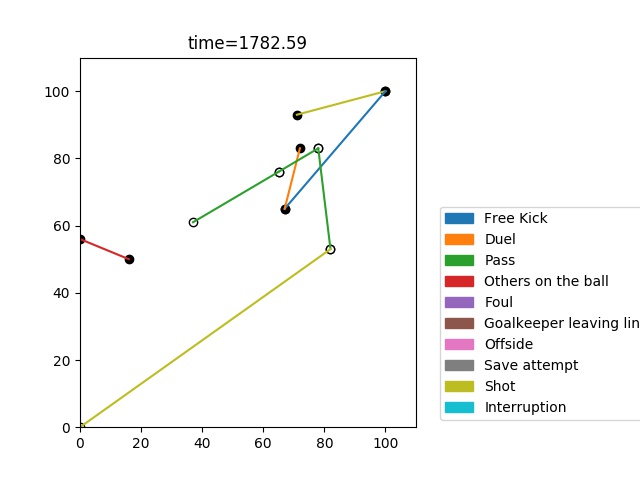 time=1782.59
100
80
60
40
20
0
0 20 40 60 80 100
Free Kick
Duel
Pass
Others on the ball
Foul
Goalkeeper leaving lin
Offside
Save attempt
Shot
Interruption